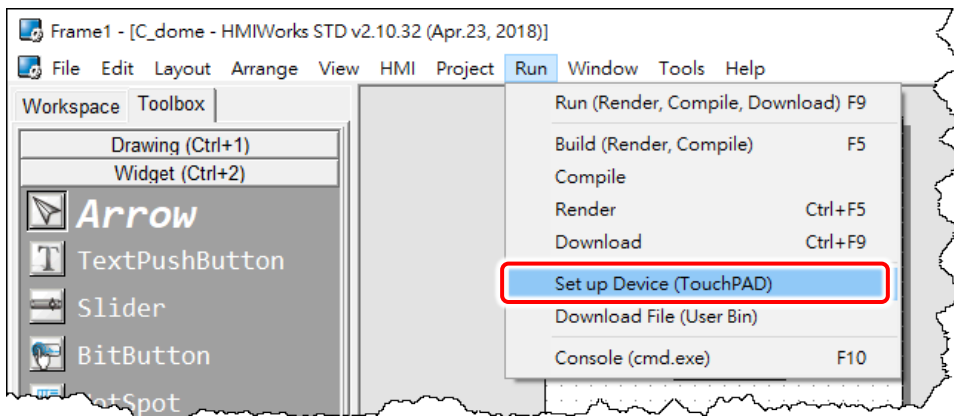 Frame1 - [C_dome - HMIWorks STD v2.10.32 (Apr.23, 2018)]
File Edit Layout Arrange View HMI Project Run Window Tools Help
Workspace Toolbox
Drawing (Ctrl+1)
Widget (Ctrl+2)
Arrow
TextPushButton
Slider
BitButton
HotSpot
Run (Render, Compile, Download) F9
Build (Render, Compile) F5
Compile
Render Ctrl+F5
Download Ctrl+F9
Set up Device (TouchPAD)
Download File (User Bin)
Console (cmd.exe) F10